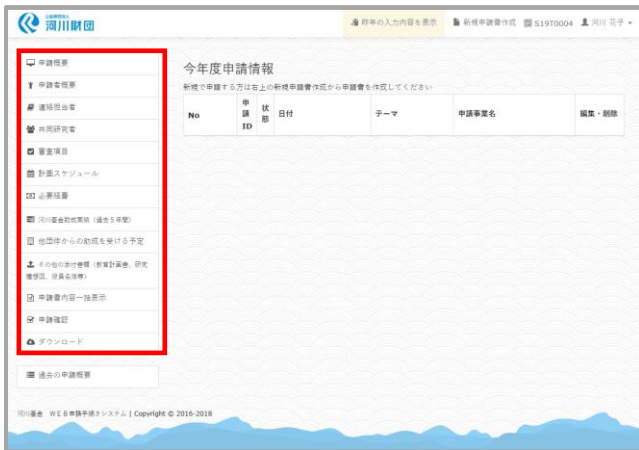 公益財団法人
河川財団
昨年の入力内容を表示
新規申請書作成
S19T0004
河川 花子
申請概要
申請者概要
連絡担当者
共同研究者
審査項目
計画スケジュール
必要経費
河川基金助成実績（過去５年間）
他団体からの助成を受ける予定
その他の添付書類（教育計画書、研究
構想図、役員名簿等）
申請書内容一括表示
申請確認
ダウンロード
過去の申請概要
今年度申請情報
新規で申請する方は右上の新規申請書作成から申請書を作成してください
No
申
請
ID
状
態
日付
テーマ
申請事業名
編集・削除
河川基金 ＷＥＢ申請手続きシステム | Copyright © 2016-2018